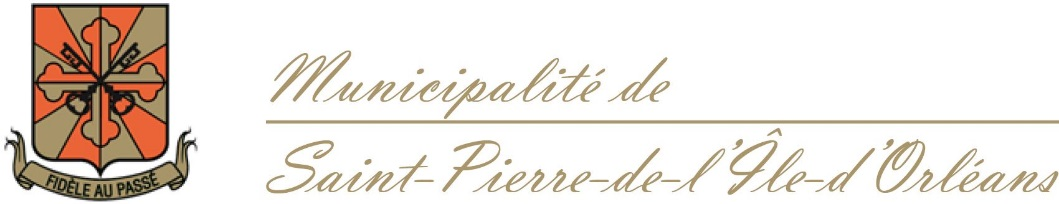 FIDÈLE AU PASSÉ
Municipalité de
Saint-Pierre-de-l'Île-d'Orléans